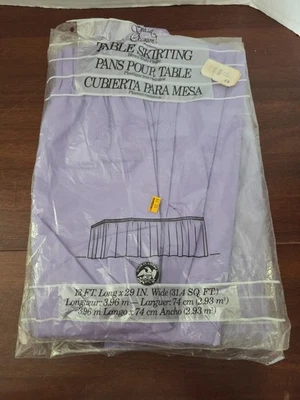 TABLE SKIRTING
PANS POUR TABLE
CUBIERTA PARA MESA
13 FT. Long x 29 IN. Wide (31.4 SQ. FT.)
Longueur: 3.96 m — Largeur: 74 cm (2.93 m²)
3.96 m Largo x 74 cm Ancho (2.93 m²)